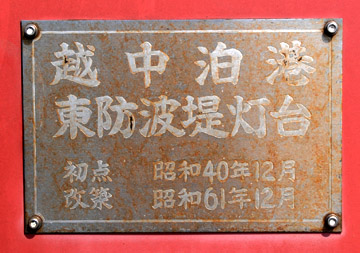 越中泊港
東防波堤灯台
初点 昭和40年12月
改築 昭和61年12月